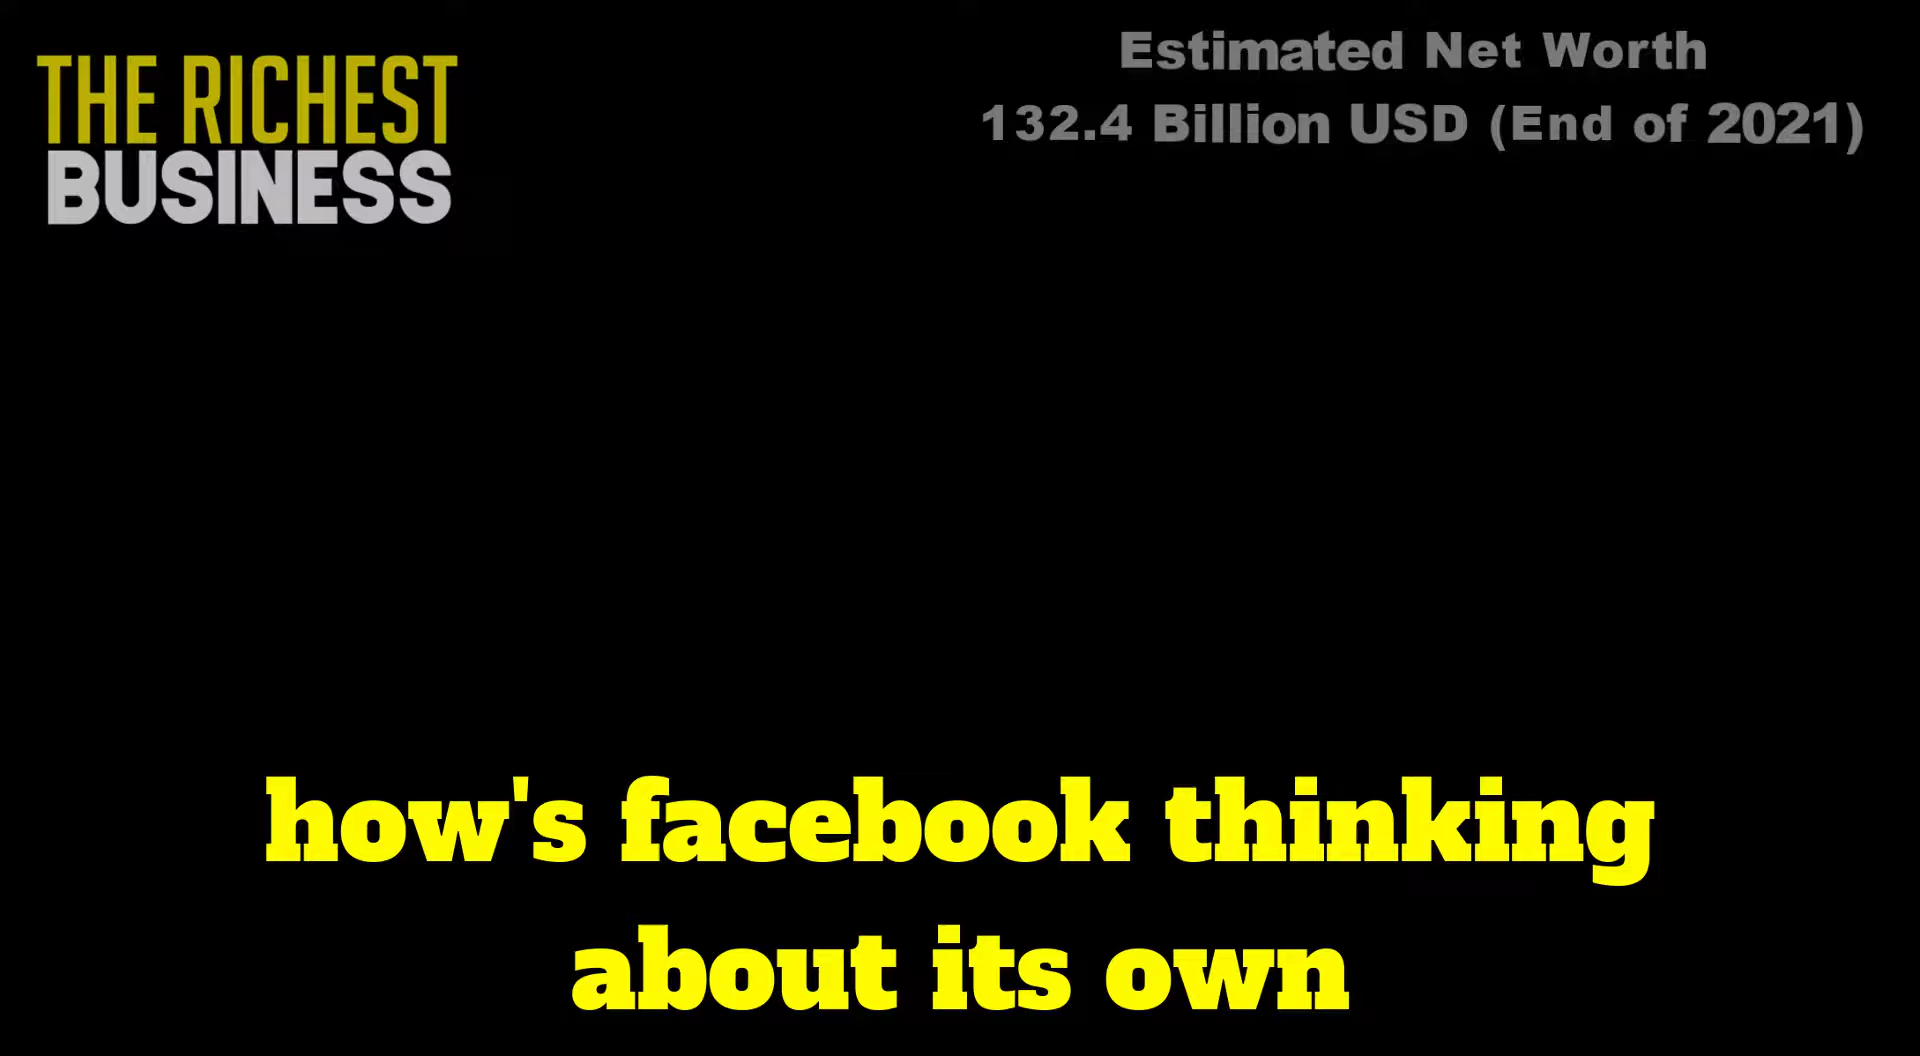 THE RICHEST
BUSINESS
Estimated Net Worth
132.4 Billion USD (End of 2021)
how's facebook thinking
about its own